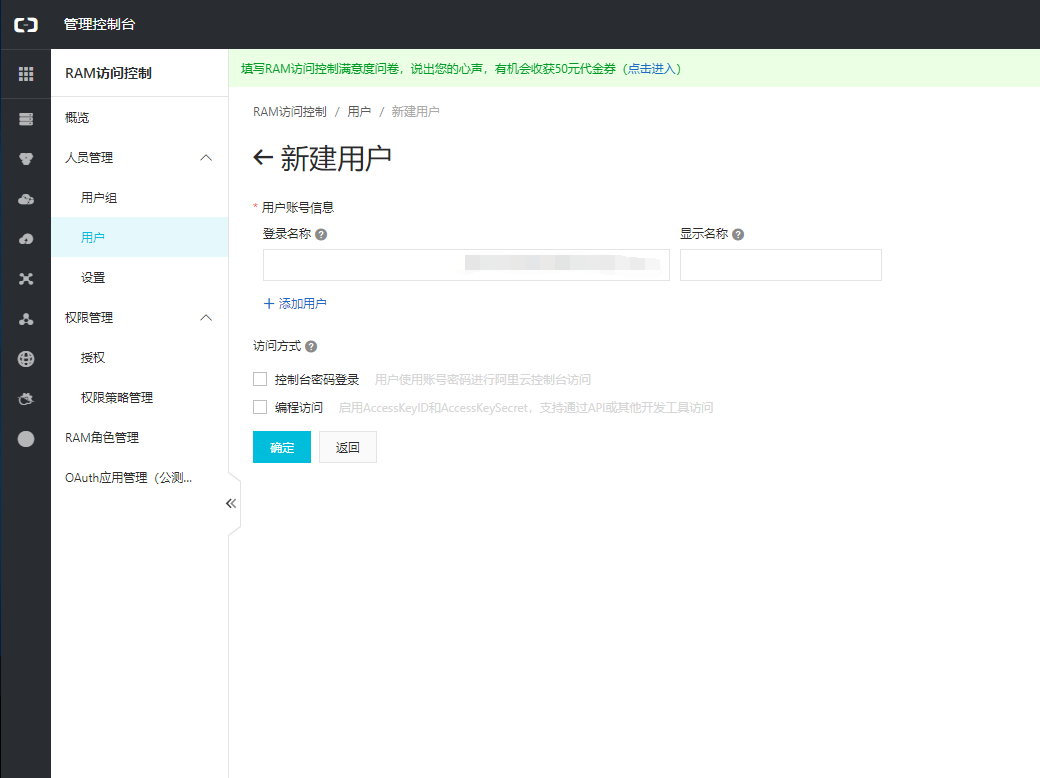 管理控制台
RAM访问控制
填写RAM访问控制满意度问卷，说出您的心声，有机会收获50元代金券（点击进入）
概览
人员管理
用户组
用户
设置
权限管理
授权
权限策略管理
RAM角色管理
OAuth应用管理（公测...
RAM访问控制 / 用户 / 新建用户
新建用户
* 用户账号信息
登录名称 显示名称
+ 添加用户
访问方式
控制台密码登录 用户使用账号密码进行阿里云控制台访问
编程访问 启用AccessKeyID和AccessKeySecret，支持通过API或其他开发工具访问
确定 返回